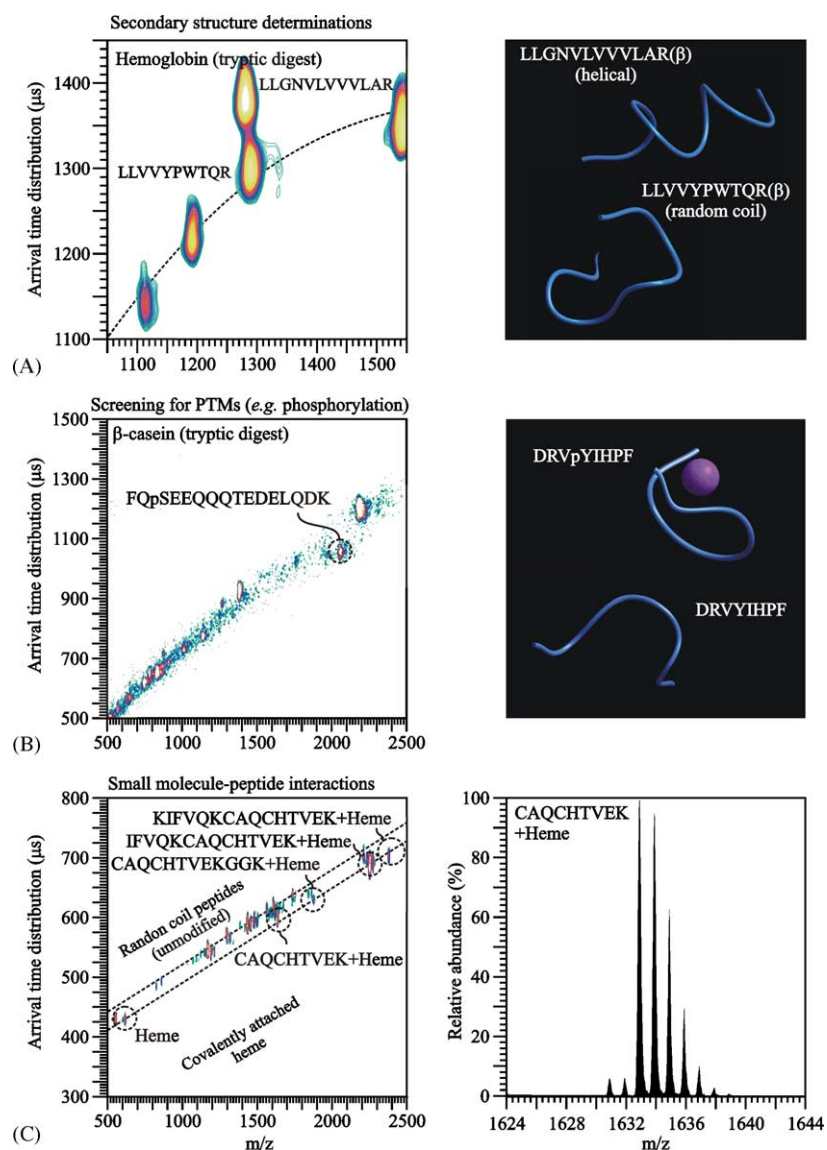 Secondary structure determinations
Arrival time distribution (μs)
1400
1300
1200
1100
Hemoglobin (tryptic digest)
LLGNVLVVVLAR
LLVVYPWTQR
1100 1200 1300 1400 1500
(A)
LLGNVLVVVLAR(β)
(helical)
LLVVYPWTQR(β)
(random coil)
Screening for PTMs (e.g. phosphorylation)
Arrival time distribution (μs)
1500
1300
1100
900
700
500
β-casein (tryptic digest)
FQpSEEQQQTEDELQDK
500 1000 1500 2000 2500
(B)
DRVpYIHPF
DRVYIHPF
Small molecule-peptide interactions
Arrival time distribution (μs)
800
700
600
500
400
300
KIFVQKCAQCHTVEK+Heme
IFVQKCAQCHTVEK+Heme
CAQCHTVEKGGK+Heme
Randon coil peptides
(unmodified)
CAQCHTVEK+Heme
Heme
Covalently attached
heme
500 1000 1500 2000 2500
m/z
(C)
Relative abundance (%)
100
80
60
40
20
0
CAQCHTVEK
+Heme
1624 1628 1632 1636 1640 1644
m/z